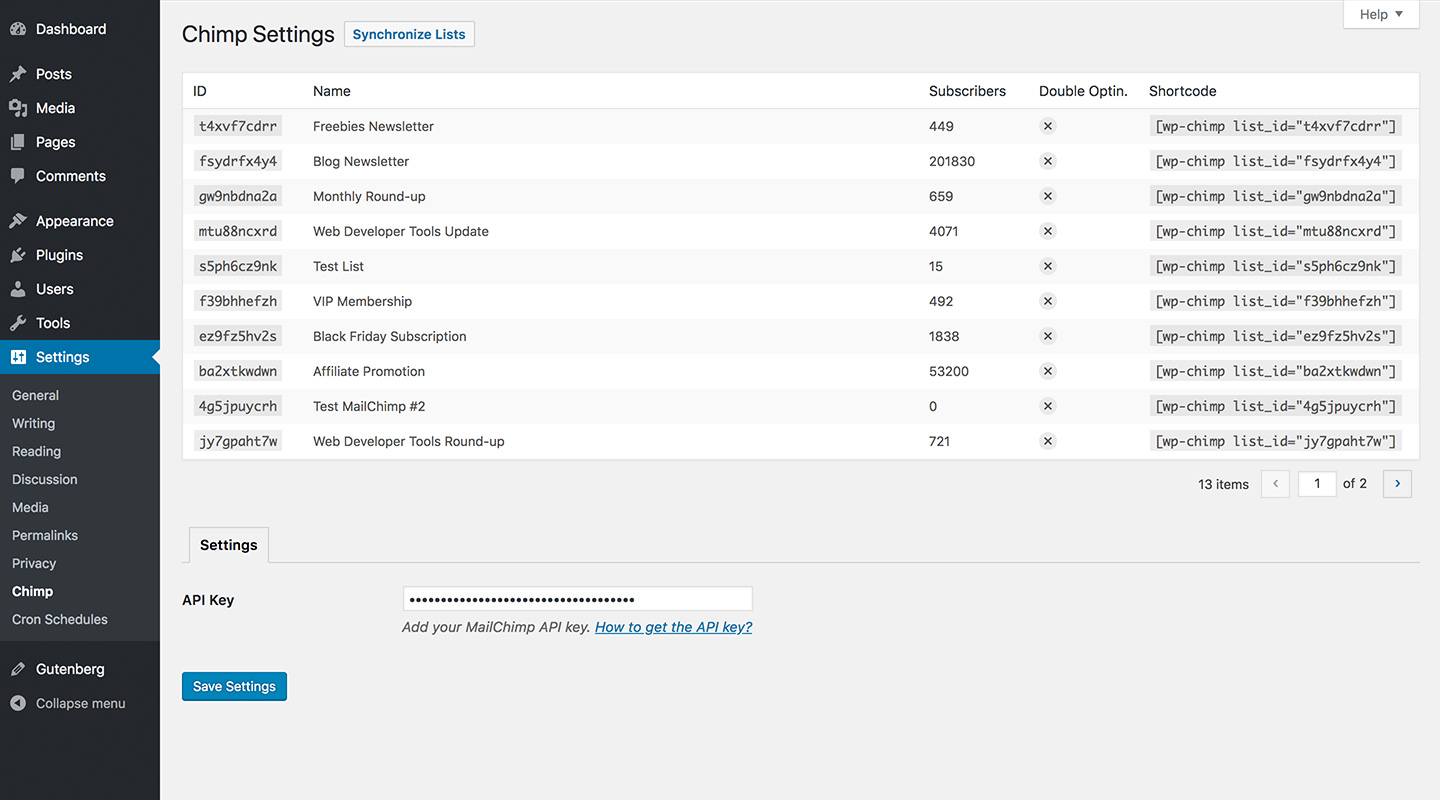 Dashboard
Posts
Media
Pages
Comments
Appearance
Plugins
Users
Tools
Settings
General
Writing
Reading
Discussion
Media
Permalinks
Privacy
Chimp
Cron Schedules
Gutenberg
Collapse menu
Help
Chimp Settings Synchronize Lists
ID Name Subscribers Double Optin. Shortcode
t4xvf7cdrr Freebies Newsletter 449 [wp-chimp list_id="t4xvf7cdrr"]
fsydrfx4y4 Blog Newsletter 201830 [wp-chimp list_id="fsydrfx4y4"]
gw9nbdna2a Monthly Round-up 659 [wp-chimp list_id="gw9nbdna2a"]
mtu88ncxrd Web Developer Tools Update 4071 [wp-chimp list_id="mtu88ncxrd"]
s5ph6cz9nk Test List 15 [wp-chimp list_id="s5ph6cz9nk"]
f39bhhefzh VIP Membership 492 [wp-chimp list_id="f39bhhefzh"]
ez9fz5hv2s Black Friday Subscription 1838 [wp-chimp list_id="ez9fz5hv2s"]
ba2xtkwdwn Affiliate Promotion 53200 [wp-chimp list_id="ba2xtkwdwn"]
4g5jpuycrh Test MailChimp #2 0 [wp-chimp list_id="4g5jpuycrh"]
jy7gpaht7w Web Developer Tools Round-up 721 [wp-chimp list_id="jy7gpaht7w"]
13 items ‹ 1 of 2 ›
Settings
API Key ••••••••••••••••••••••••••••••••••••
Add your MailChimp API key. How to get the API key?
Save Settings